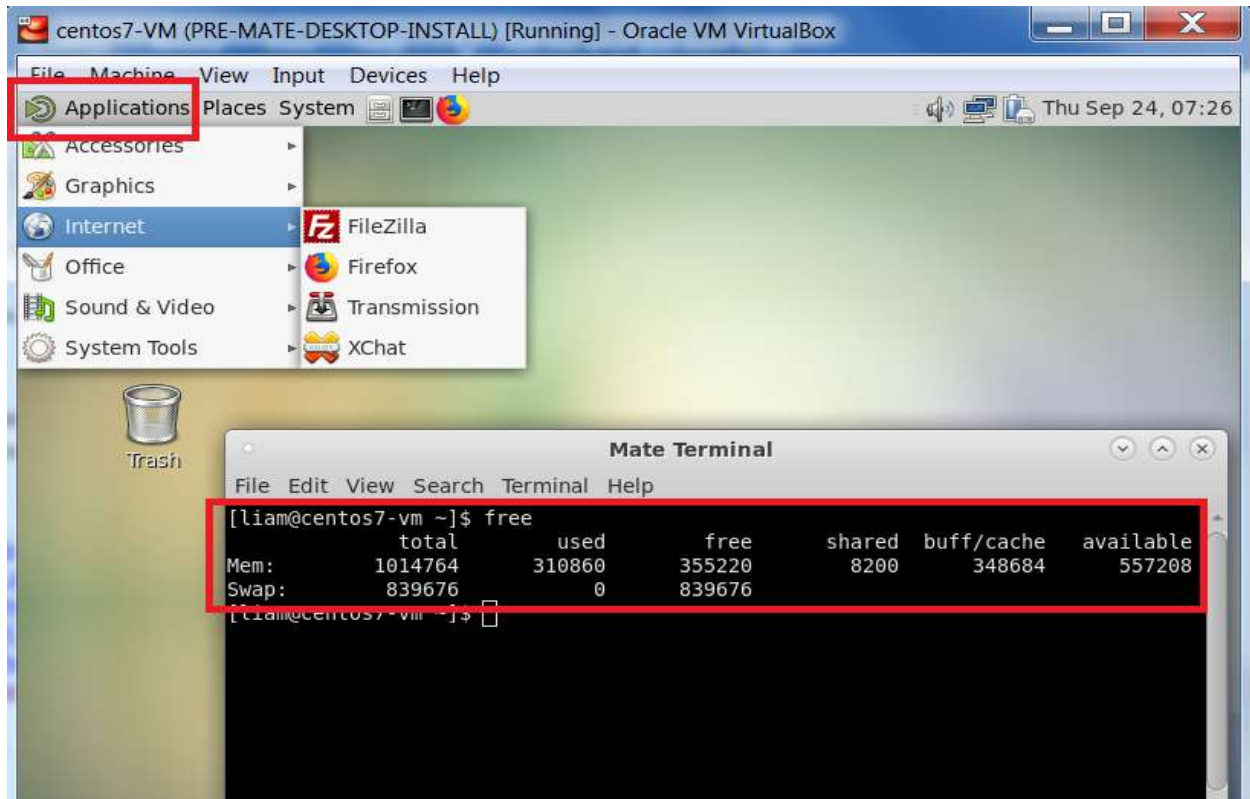 centos7-VM (PRE-MATE-DESKTOP-INSTALL) [Running] - Oracle VM VirtualBox
File Machine View Input Devices Help
Applications Places System Thu Sep 24, 07:26
Accessories
Graphics
Internet
Office
Sound & Video
System Tools
FileZilla
Firefox
Transmission
XChat
Trash
Mate Terminal
File Edit View Search Terminal Help
[liam@centos7-vm ~]$ free
total used free shared buff/cache available
Mem: 1014764 310860 355220 8200 348684 557208
Swap: 839676 0 839676
[liam@centos7-vm ~]$